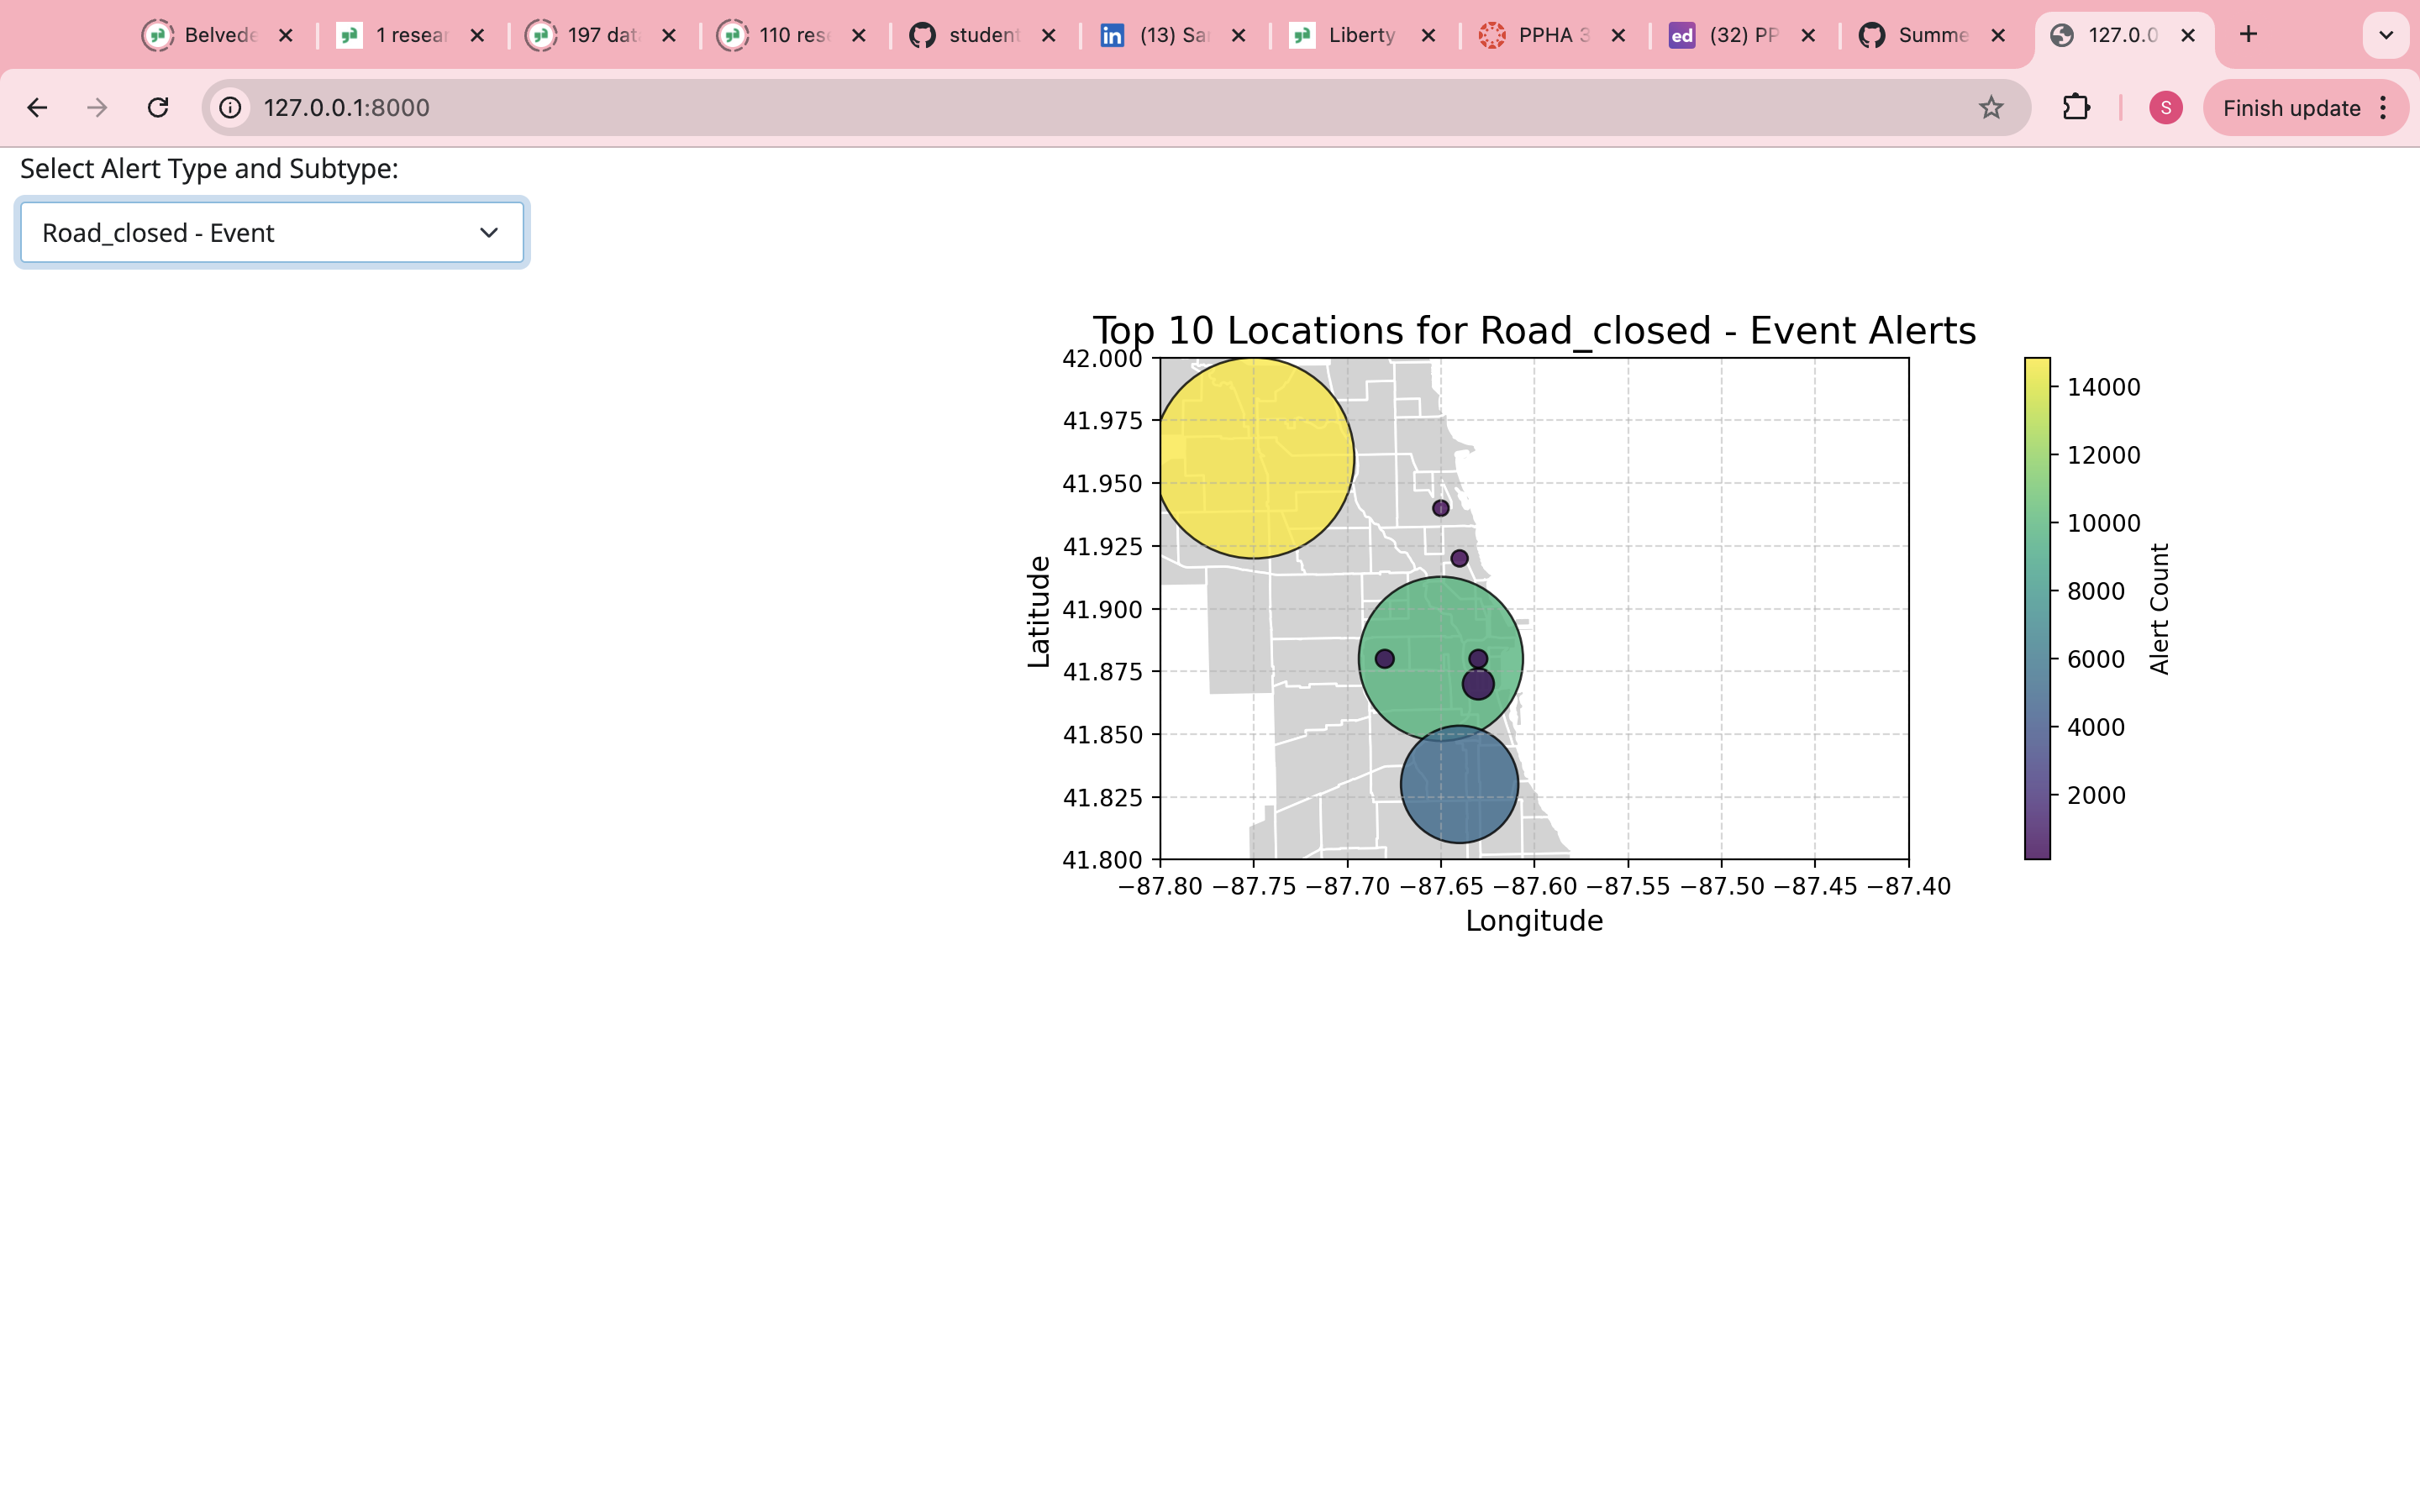 Belvede
1 resear
197 dat
110 res
student
in (13) Sa
Liberty
PPHA 3
ed (32) PP
Summe
127.0.0
127.0.0.1:8000
S
Finish update
Select Alert Type and Subtype:
Road_closed - Event
Top 10 Locations for Road_closed - Event Alerts
42.000
41.975
41.950
41.925
41.900
41.875
41.850
41.825
41.800
Latitude
−87.80 −87.75 −87.70 −87.65 −87.60 −87.55 −87.50 −87.45 −87.40
Longitude
14000
12000
10000
8000
6000
4000
2000
Alert Count